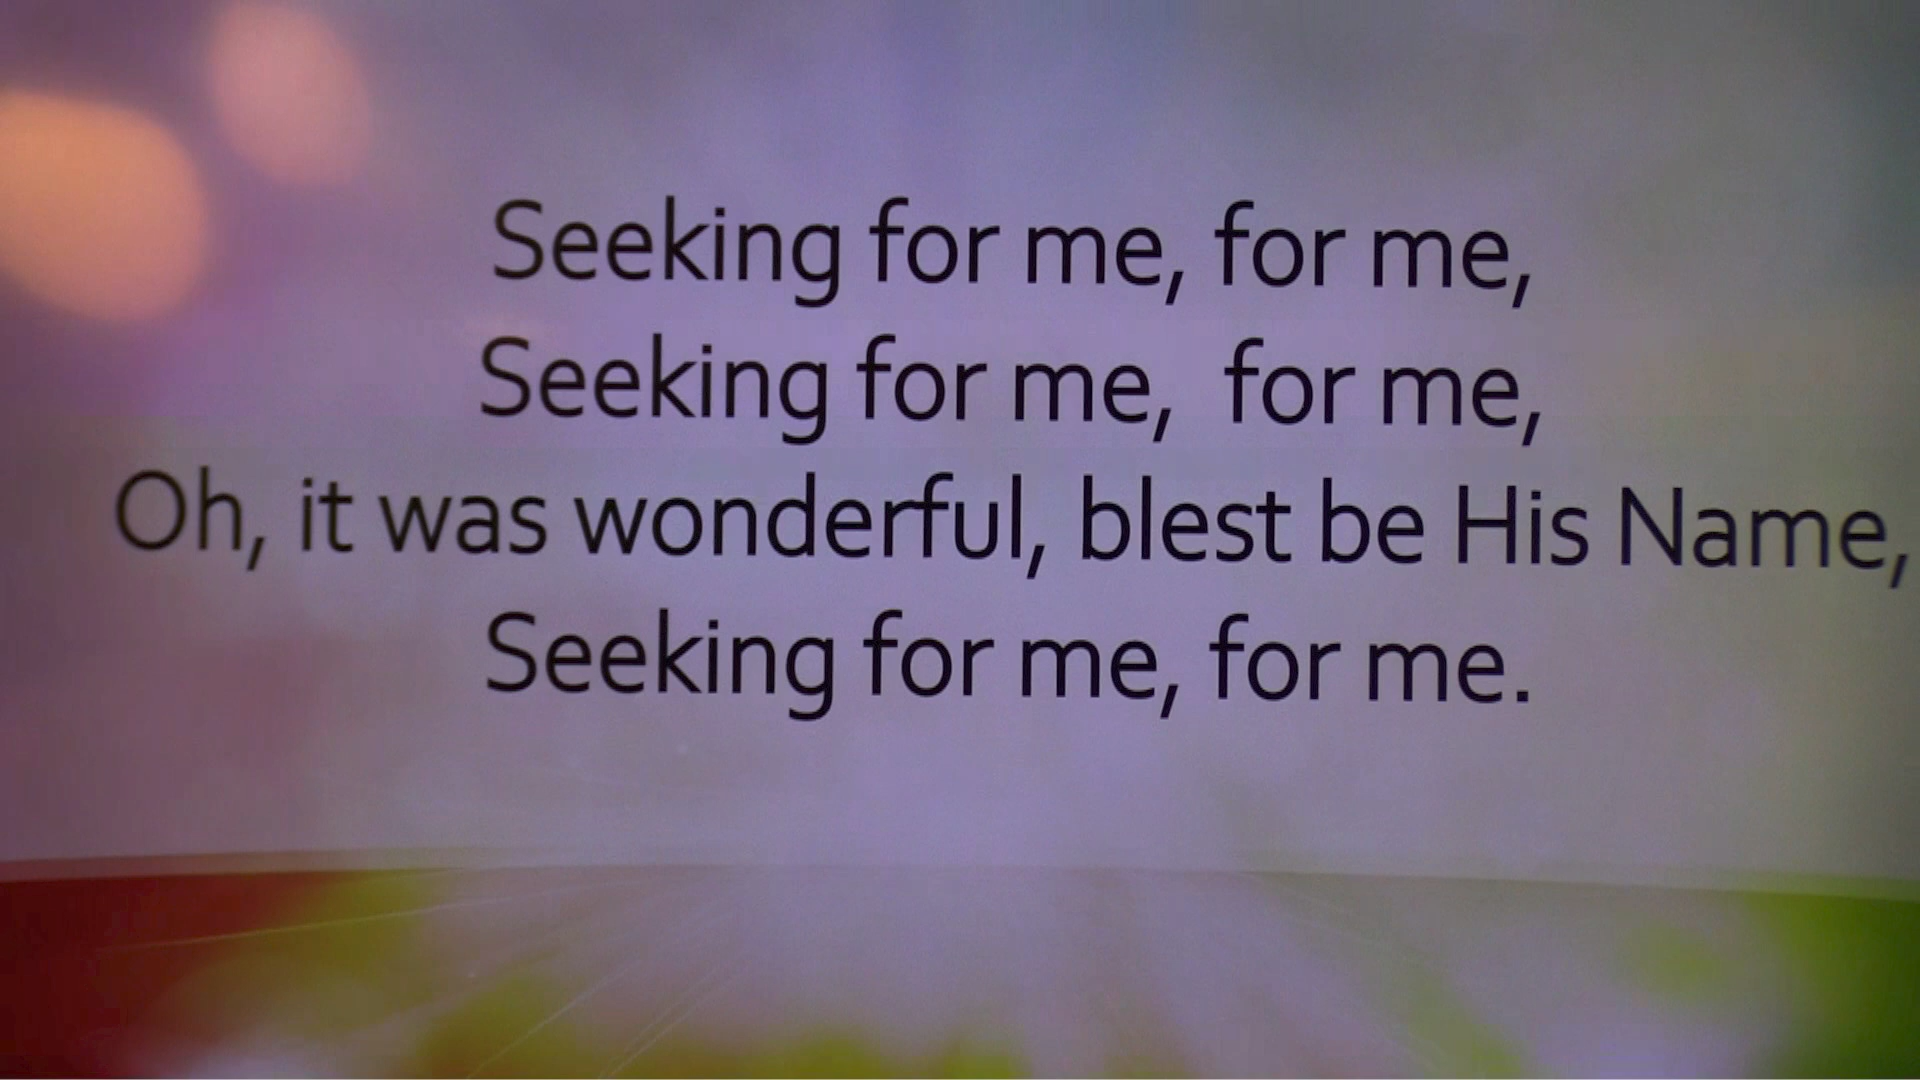 Seeking for me, for me,
Seeking for me, for me,
Oh, it was wonderful, blest be His Name,
Seeking for me, for me.